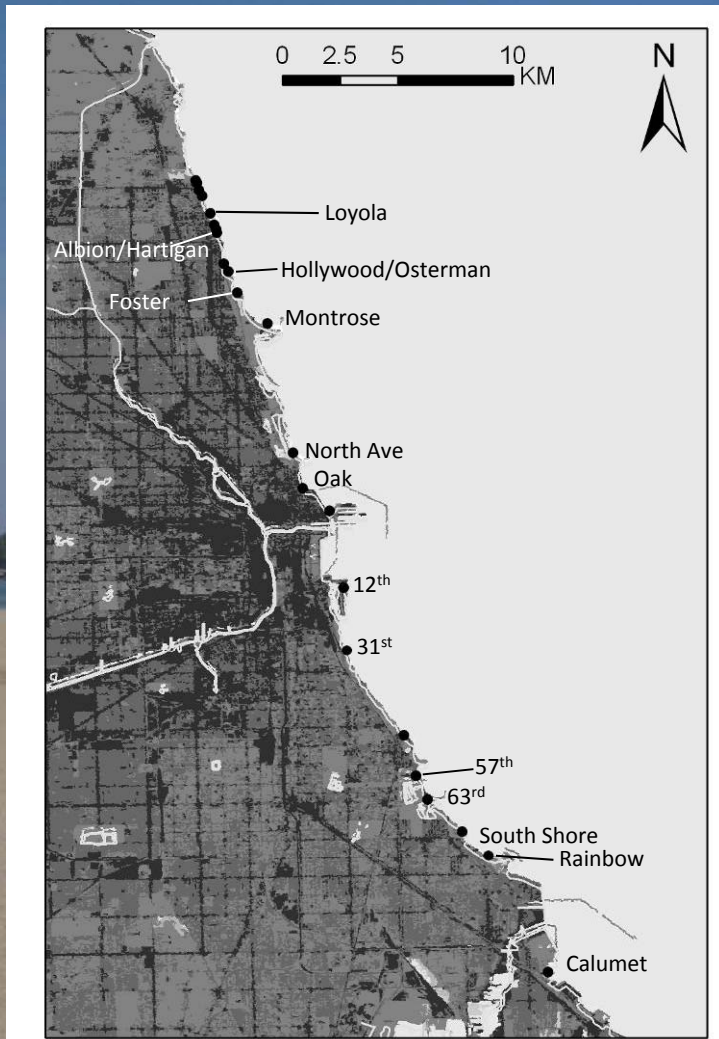 0 2.5 5 10
KM
N
Loyola
Albion/Hartigan
Hollywood/Osterman
Foster
Montrose
North Ave
Oak
12th
31st
57th
63rd
South Shore
Rainbow
Calumet